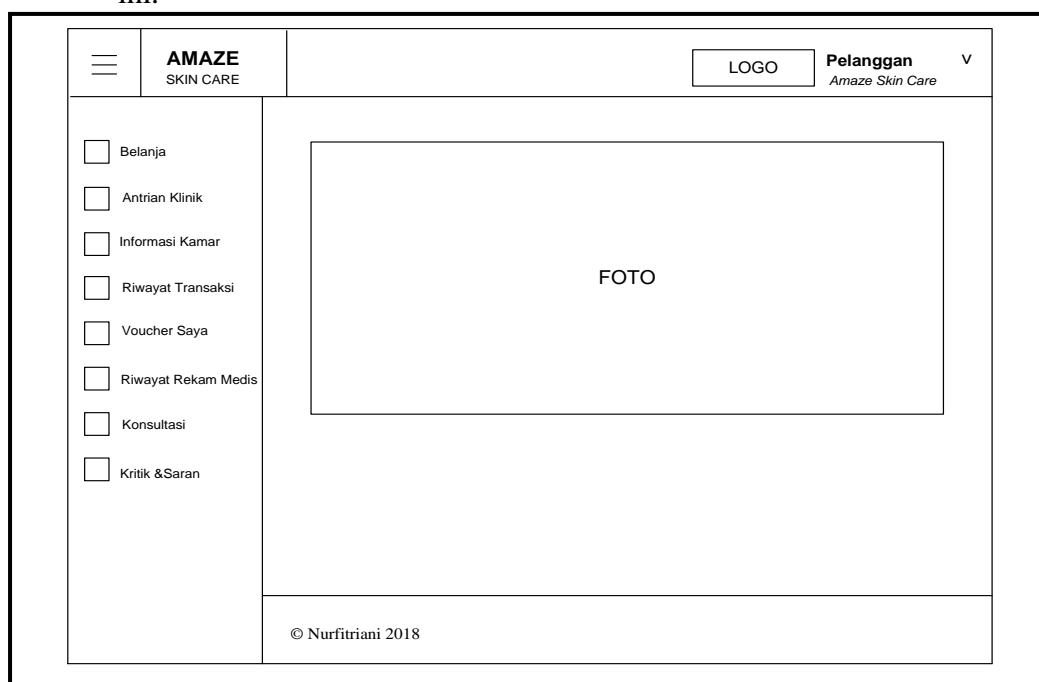 ini.
AMAZE
SKIN CARE
LOGO
Pelanggan
Amaze Skin Care
V
Belanja
Antrian Klinik
Informasi Kamar
Riwayat Transaksi
Voucher Saya
Riwayat Rekam Medis
Konsultasi
Kritik &Saran
FOTO
© Nurfitriani 2018